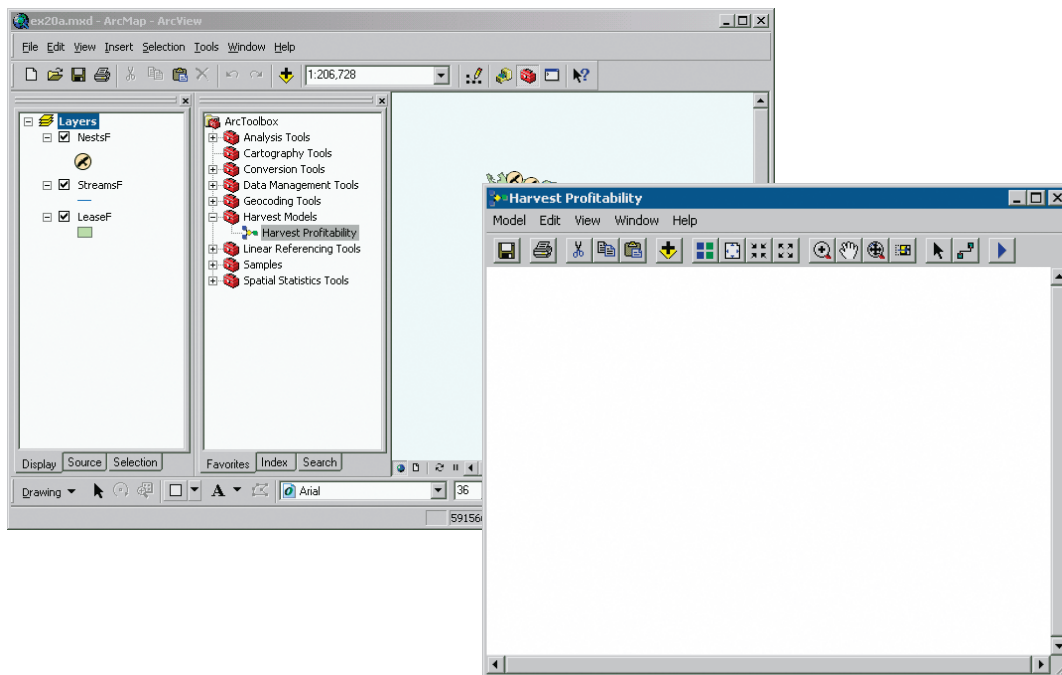 ex20a.mxd - ArcMap - ArcView
File Edit View Insert Selection Tools Window Help
1:206,728
Layers
NestsF
StreamsF
LeaseF
Display Source Selection
ArcToolbox
Analysis Tools
Cartography Tools
Conversion Tools
Data Management Tools
Geocoding Tools
Harvest Models
Harvest Profitability
Linear Referencing Tools
Samples
Spatial Statistics Tools
Favorites Index Search
Drawing A Arial 36
Harvest Profitability
Model Edit View Window Help